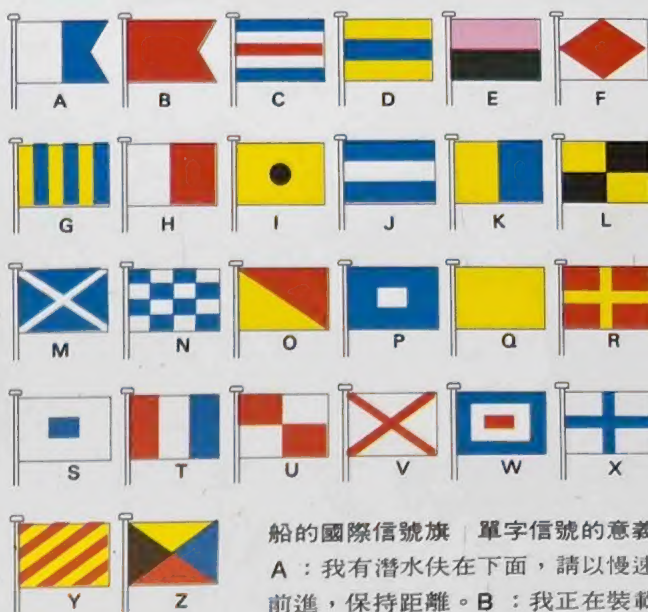 A B C D E F
G H I J K L
M N O P Q R
S T U V W X
Y Z
船的國際信號旗 單字信號的意義
A：我有潛水伕在下面，請以慢速
前進，保持距離。B：我正在裝載